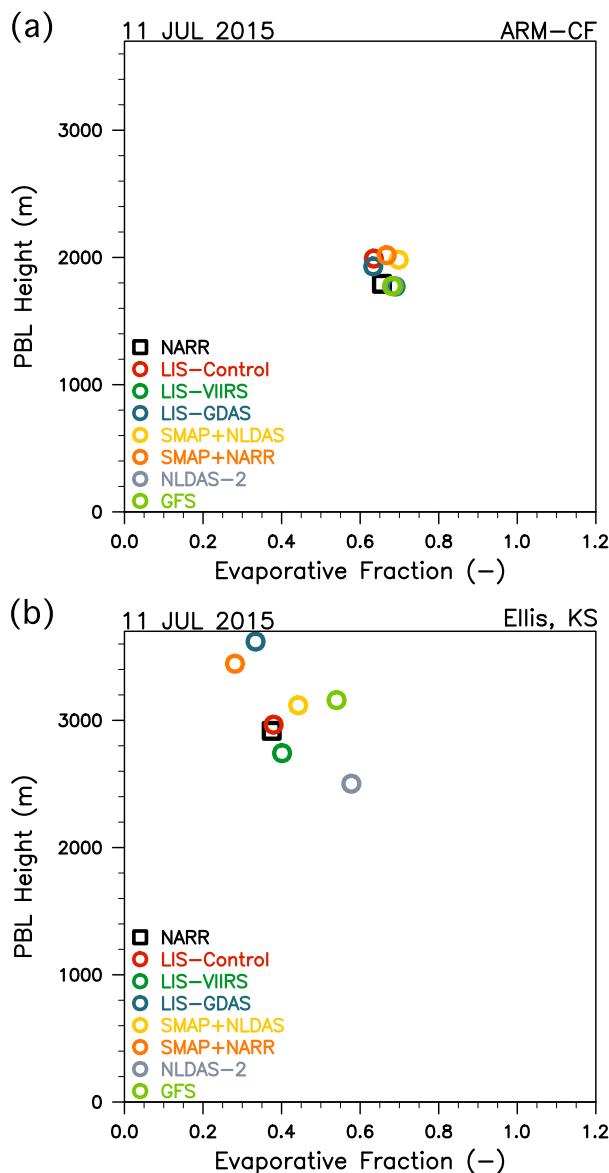 (a)
11 JUL 2015 ARM-CF
PBL Height (m)
3000
2000
1000
0
NARR
LIS-Control
LIS-VIIRS
LIS-GDAS
SMAP+NLDAS
SMAP+NARR
NLDAS-2
GFS
0.0 0.2 0.4 0.6 0.8 1.0 1.2
Evaporative Fraction (-)
(b)
11 JUL 2015 Ellis, KS
PBL Height (m)
3000
2000
1000
0
NARR
LIS-Control
LIS-VIIRS
LIS-GDAS
SMAP+NLDAS
SMAP+NARR
NLDAS-2
GFS
0.0 0.2 0.4 0.6 0.8 1.0 1.2
Evaporative Fraction (-)